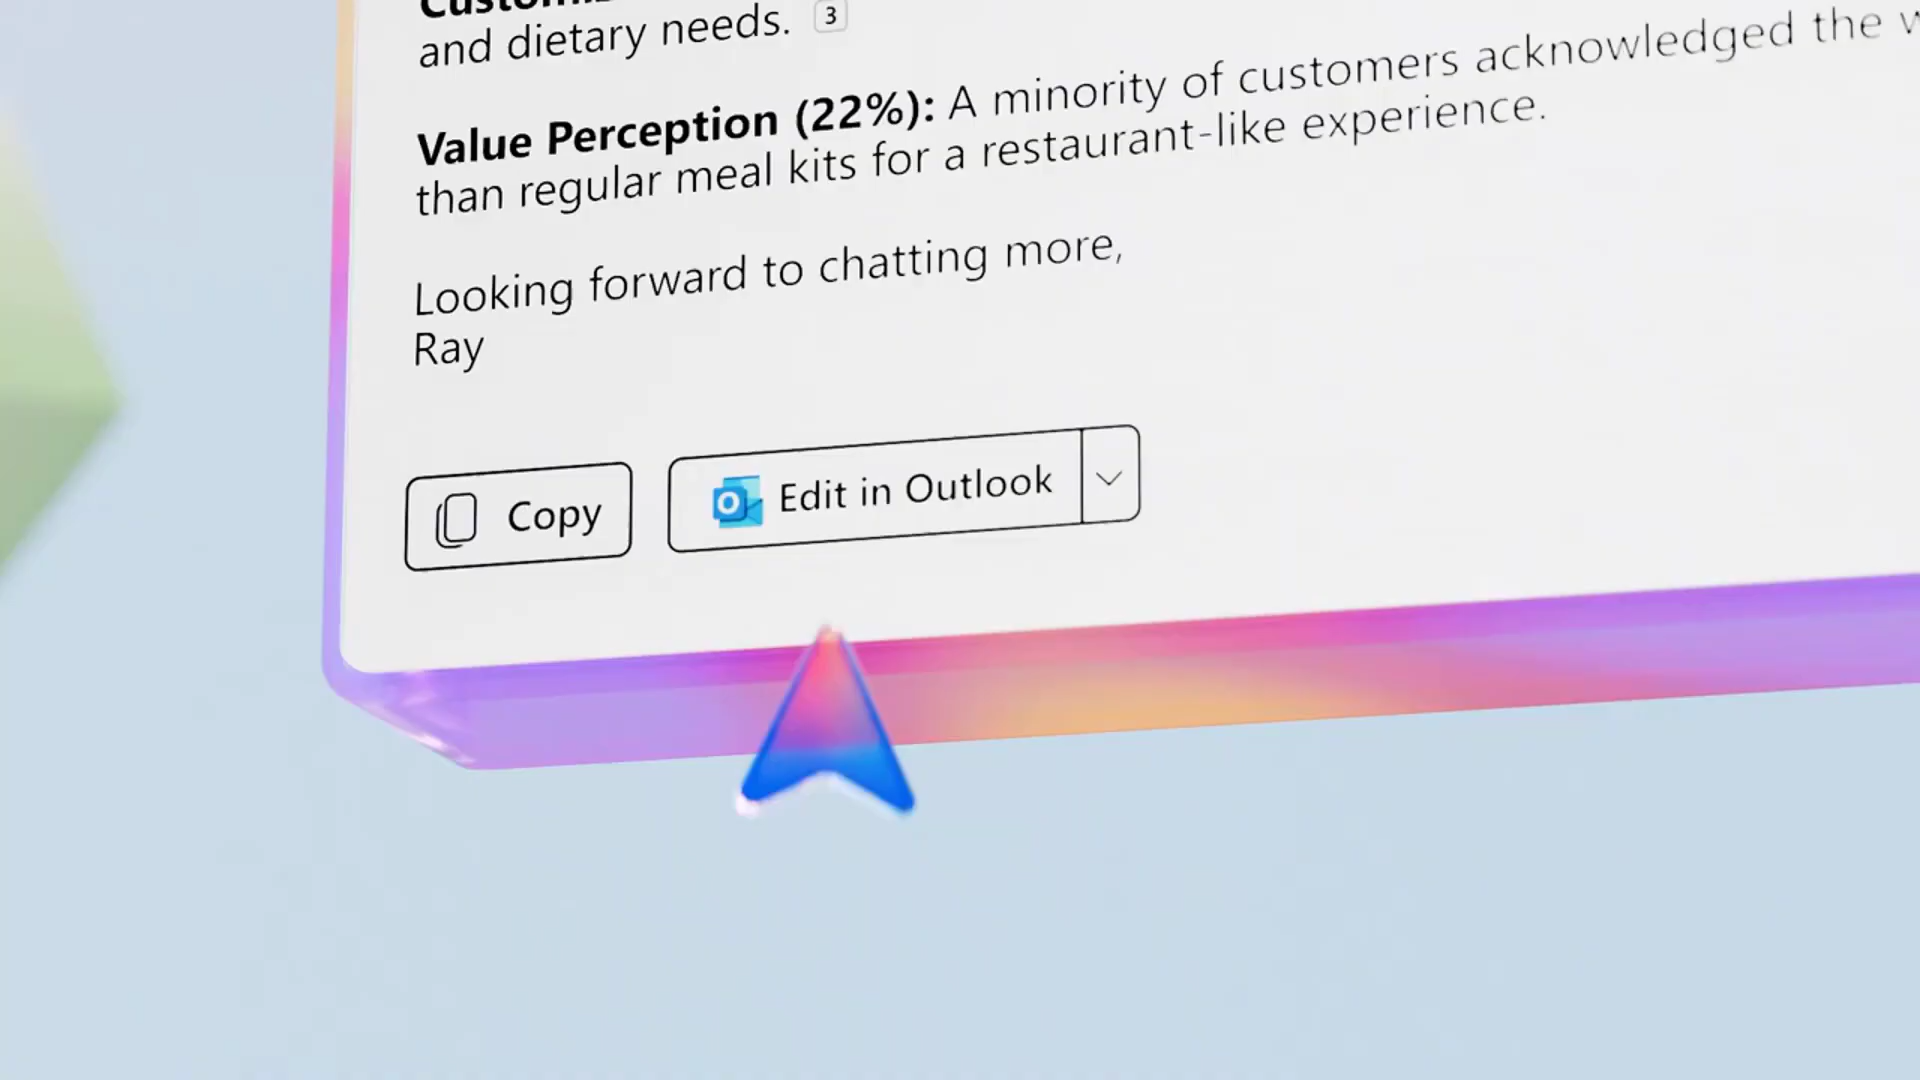 and dietary needs. 3
Value Perception (22%): A minority of customers acknowledged the
than regular meal kits for a restaurant-like experience.
Looking forward to chatting more,
Ray
Copy
Edit in Outlook